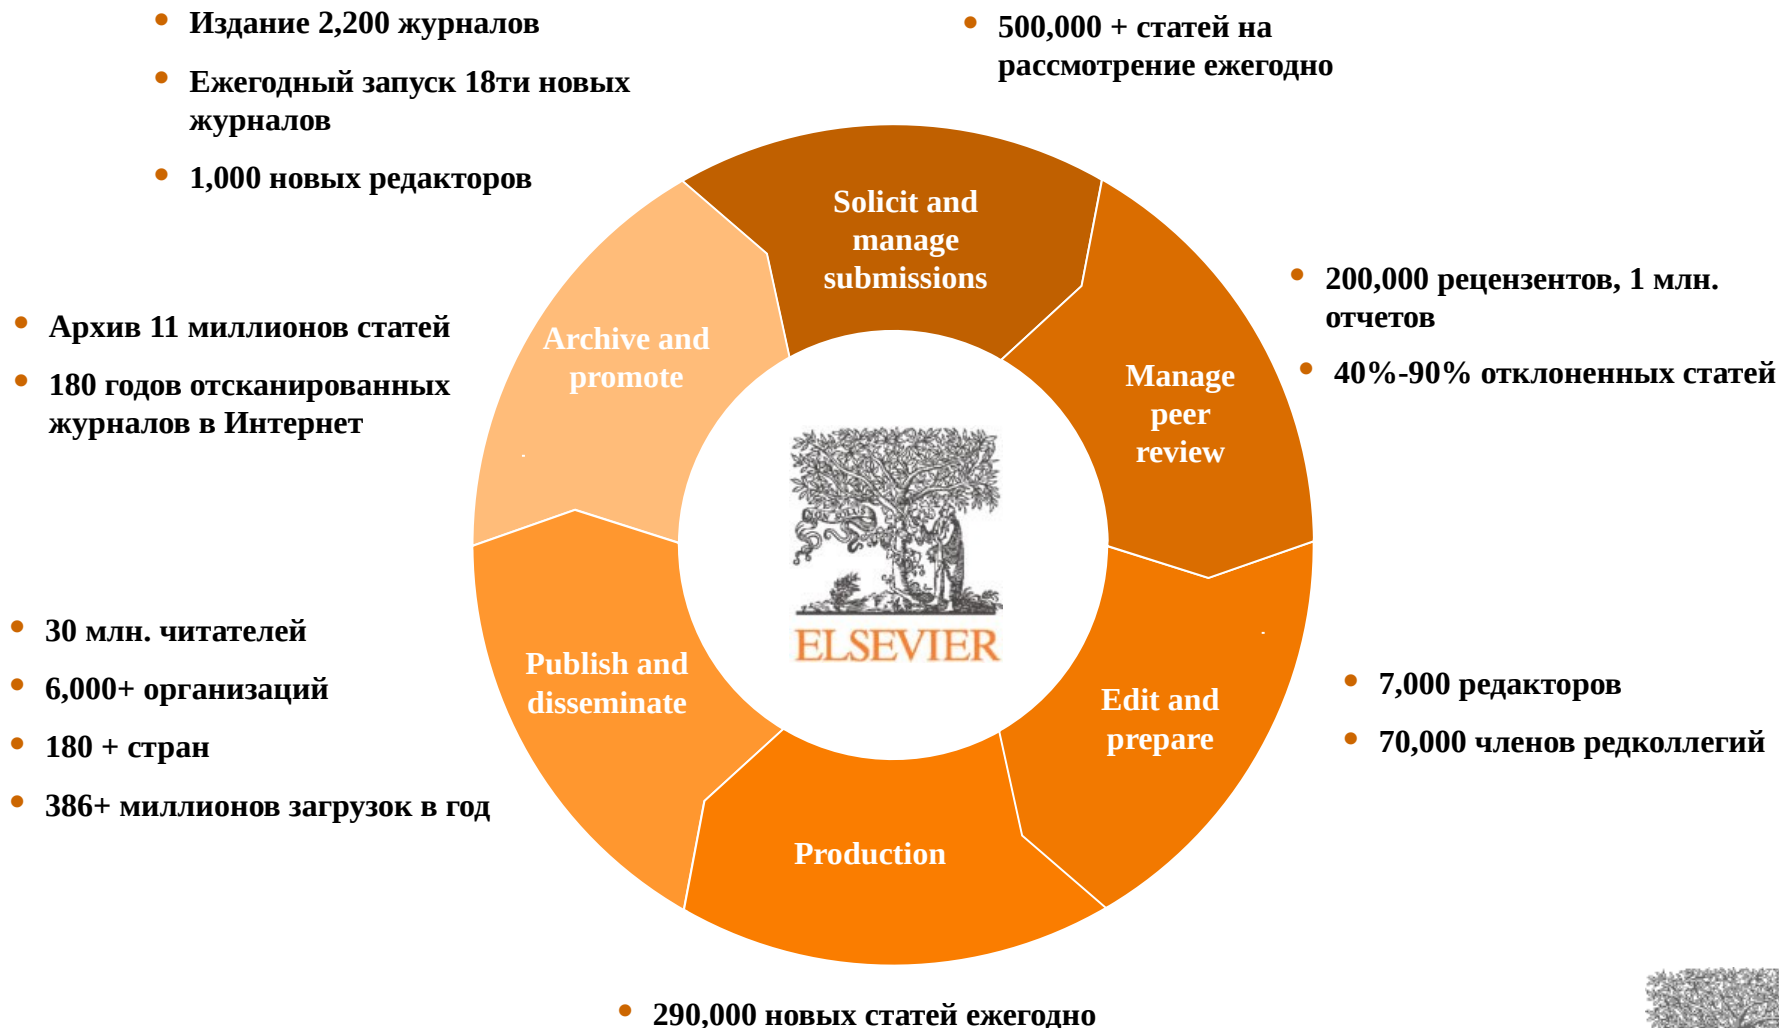 Издание 2,200 журналов
Ежегодный запуск 18ти новых
журналов
1,000 новых редакторов
500,000 + статей на
рассмотрение ежегодно
Solicit and
manage
submissions
200,000 рецензентов, 1 млн.
отчетов
40%-90% отклоненных статей
Manage
peer
review
Архив 11 миллионов статей
180 годов отсканированных
журналов в Интернет
Archive and
promote
NON SOLUS
ELSEVIER
30 млн. читателей
6,000+ организаций
180 + стран
386+ миллионов загрузок в год
Publish and
disseminate
Edit and
prepare
7,000 редакторов
70,000 членов редколлегий
Production
290,000 новых статей ежегодно